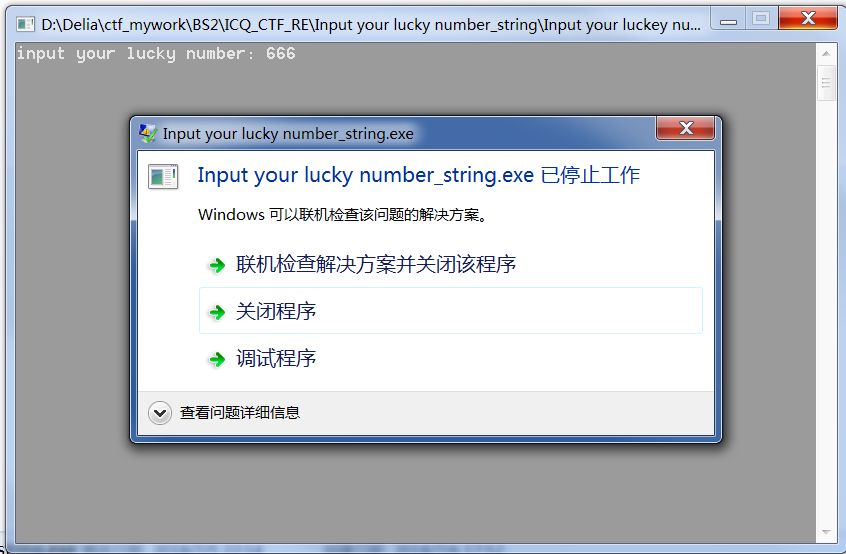 D:\Delia\ctf_mywork\BS2\ICQ_CTF_RE\Input your lucky number_string\Input your luckey nu...
input your lucky number: 666
Input your lucky number_string.exe
Input your lucky number_string.exe 已停止工作
Windows 可以联机检查该问题的解决方案。
联机检查解决方案并关闭该程序
关闭程序
调试程序
查看问题详细信息